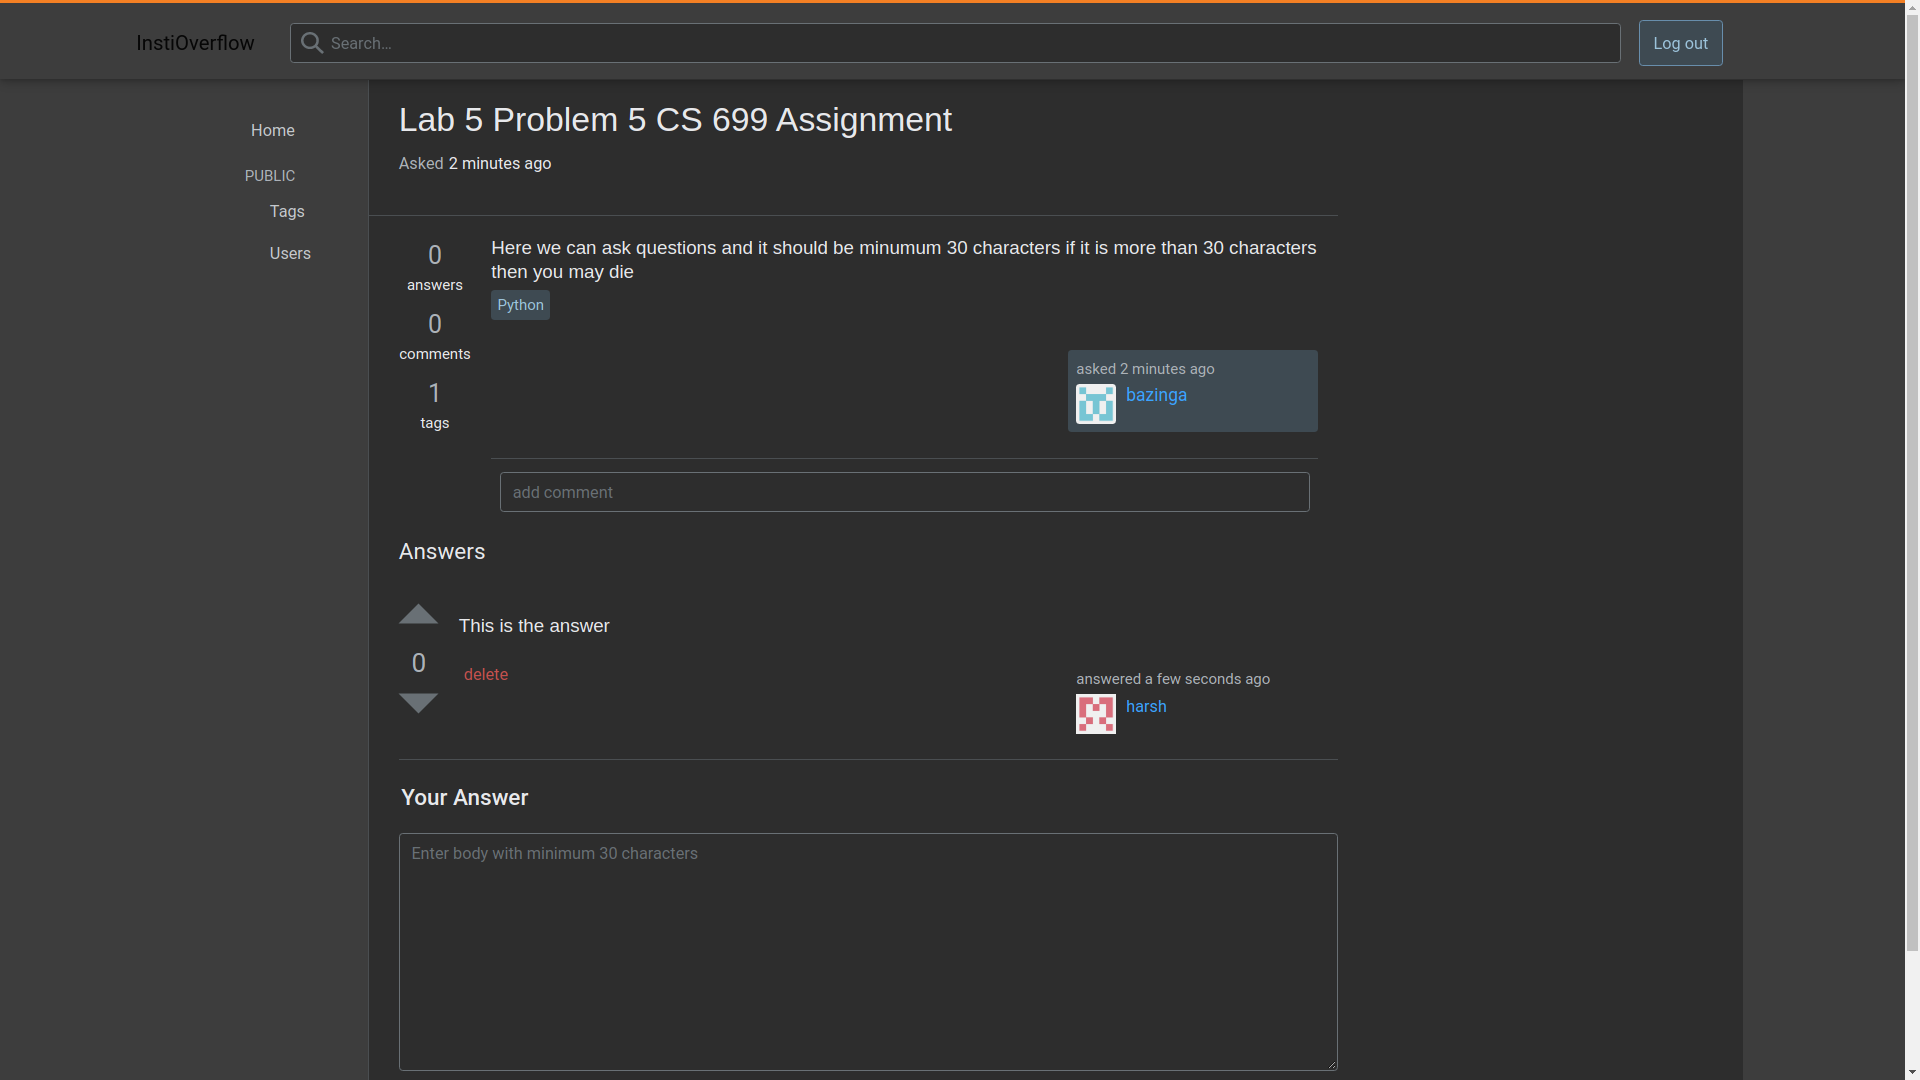 InstiOverflow
Search…
Log out
Home
PUBLIC
Tags
Users
Lab 5 Problem 5 CS 699 Assignment
Asked 2 minutes ago
0
answers
0
comments
1
tags
Here we can ask questions and it should be minumum 30 characters if it is more than 30 characters
then you may die
Python
asked 2 minutes ago
bazinga
add comment
Answers
0
This is the answer
delete
answered a few seconds ago
harsh
Your Answer
Enter body with minimum 30 characters